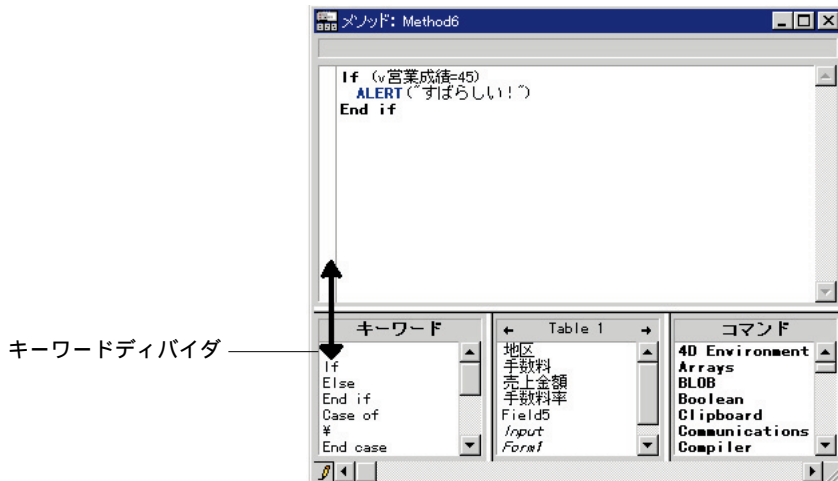 メソッド: Method6
If (v営業成績=45)
ALERT("すばらしい!")
End if
キーワードディバイダ
キーワード
If
Else
End if
Case of
¥
End case
← Table 1 →
地区
手数料
売上金額
手数料率
Field5
Input
Form1
コマンド
4D Environment
Arrays
BLOB
Boolean
Clipboard
Communications
Compiler